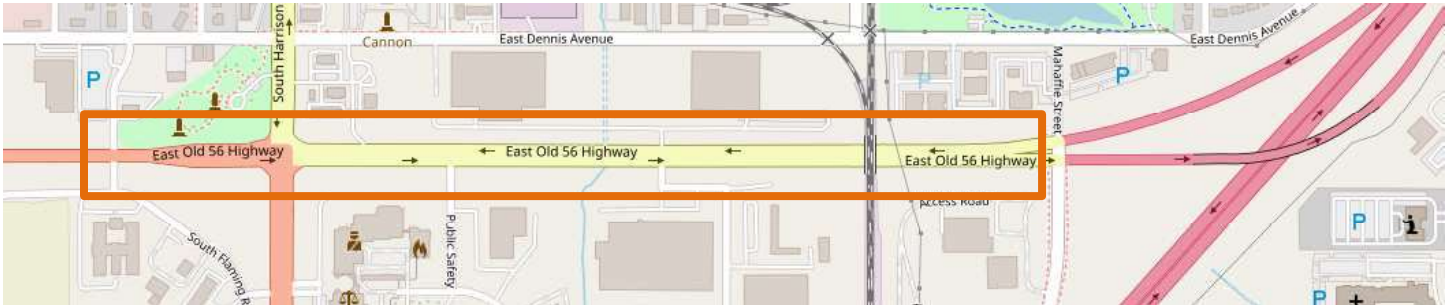 South Harrison
Cannon
East Dennis Avenue
East Dennis Avenue
Mahaffie Street
P
P
P
East Old 56 Highway
East Old 56 Highway
East Old 56 Highway
Access Road
South Flaming R
Public Safety
P
i
P